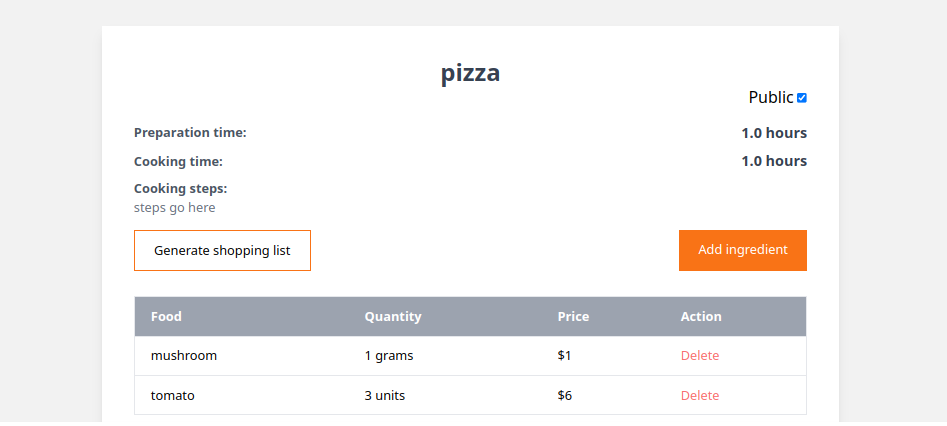 pizza
Public
Preparation time: 1.0 hours
Cooking time: 1.0 hours
Cooking steps:
steps go here
Generate shopping list Add ingredient
Food Quantity Price Action
mushroom 1 grams $1 Delete
tomato 3 units $6 Delete